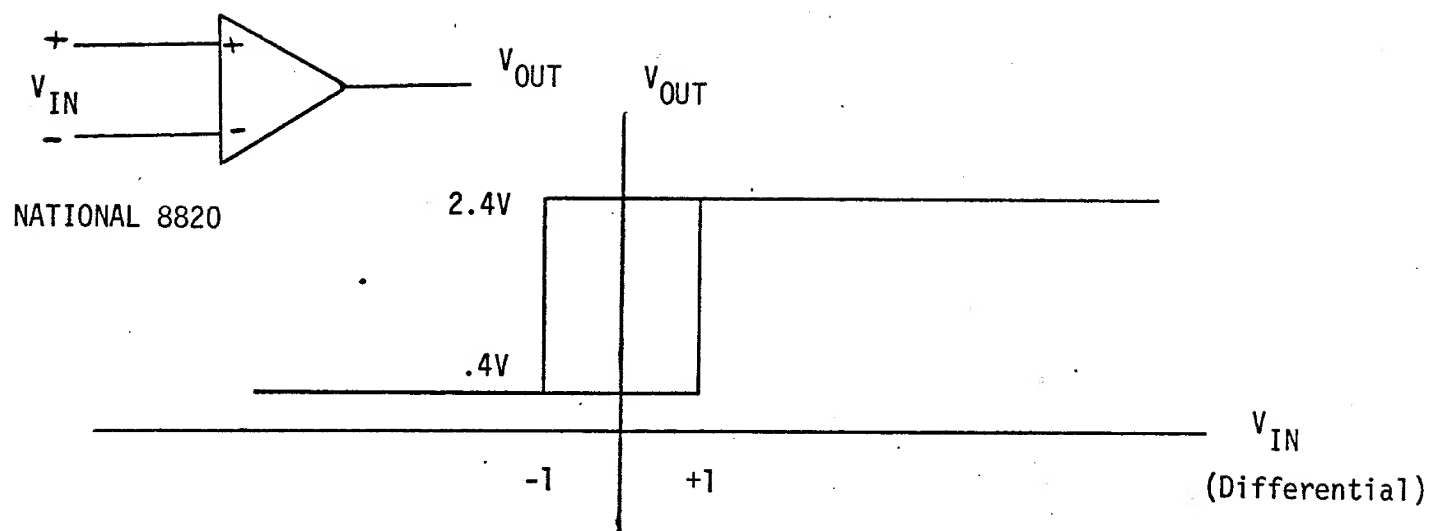 +
+
V_IN
-
-
V_OUT
V_OUT
NATIONAL 8820
2.4V
.4V
V_IN
-1
+1
(Differential)